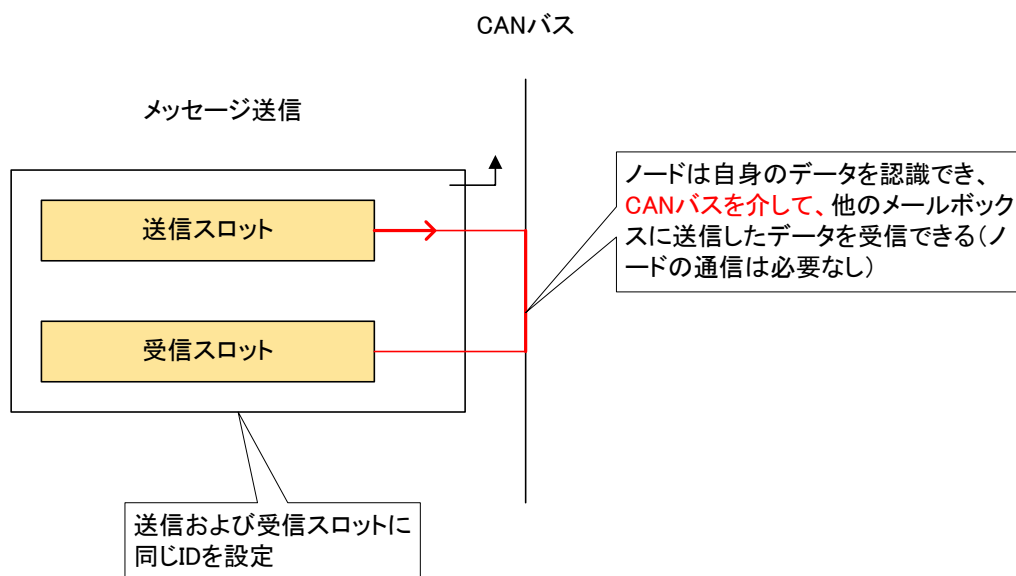 CANバス
メッセージ送信
送信スロット
受信スロット
ノードは自身のデータを認識でき、
CANバスを介して、他のメールボック
スに送信したデータを受信できる（ノ
ードの通信は必要なし）
送信および受信スロットに
同じIDを設定